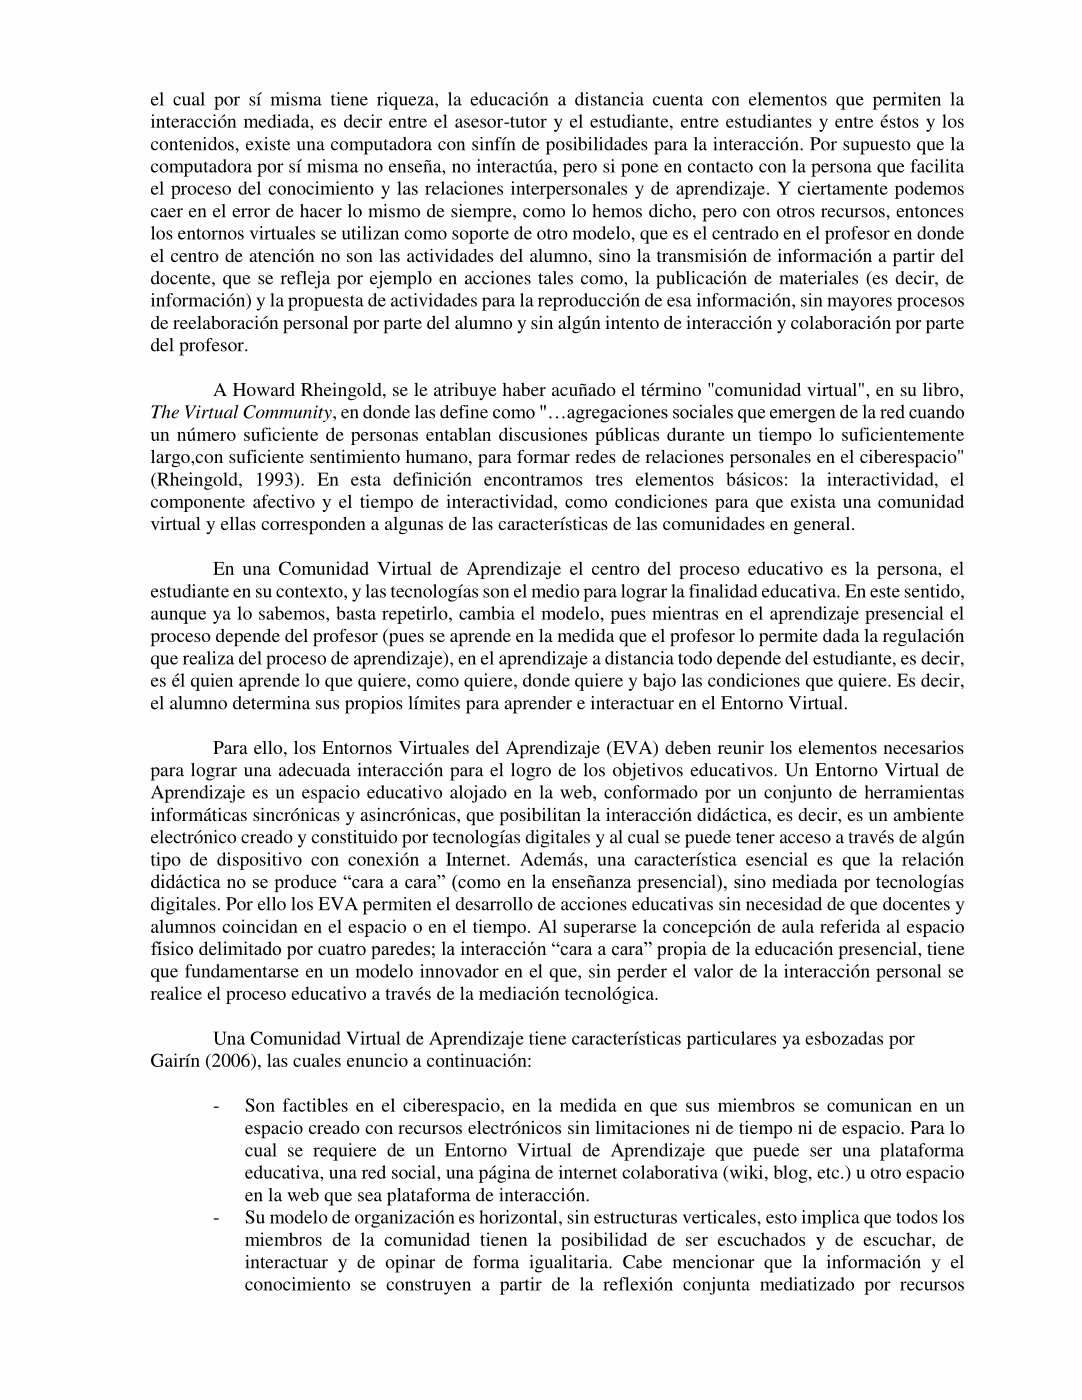 el cual por sí misma tiene riqueza, la educación a distancia cuenta con elementos que permiten la
interacción mediada, es decir entre el asesor-tutor y el estudiante, entre estudiantes y entre éstos y los
contenidos, existe una computadora con sinfín de posibilidades para la interacción. Por supuesto que la
computadora por sí misma no enseña, no interactúa, pero si pone en contacto con la persona que facilita
el proceso del conocimiento y las relaciones interpersonales y de aprendizaje. Y ciertamente podemos
caer en el error de hacer lo mismo de siempre, como lo hemos dicho, pero con otros recursos, entonces
los entornos virtuales se utilizan como soporte de otro modelo, que es el centrado en el profesor en donde
el centro de atención no son las actividades del alumno, sino la transmisión de información a partir del
docente, que se refleja por ejemplo en acciones tales como, la publicación de materiales (es decir, de
información) y la propuesta de actividades para la reproducción de esa información, sin mayores procesos
de reelaboración personal por parte del alumno y sin algún intento de interacción y colaboración por parte
del profesor.
A Howard Rheingold, se le atribuye haber acuñado el término "comunidad virtual", en su libro,
The Virtual Community, en donde las define como "…agregaciones sociales que emergen de la red cuando
un número suficiente de personas entablan discusiones públicas durante un tiempo lo suficientemente
largo,con suficiente sentimiento humano, para formar redes de relaciones personales en el ciberespacio"
(Rheingold, 1993). En esta definición encontramos tres elementos básicos: la interactividad, el
componente afectivo y el tiempo de interactividad, como condiciones para que exista una comunidad
virtual y ellas corresponden a algunas de las características de las comunidades en general.
En una Comunidad Virtual de Aprendizaje el centro del proceso educativo es la persona, el
estudiante en su contexto, y las tecnologías son el medio para lograr la finalidad educativa. En este sentido,
aunque ya lo sabemos, basta repetirlo, cambia el modelo, pues mientras en el aprendizaje presencial el
proceso depende del profesor (pues se aprende en la medida que el profesor lo permite dada la regulación
que realiza del proceso de aprendizaje), en el aprendizaje a distancia todo depende del estudiante, es decir,
es él quien aprende lo que quiere, como quiere, donde quiere y bajo las condiciones que quiere. Es decir,
el alumno determina sus propios límites para aprender e interactuar en el Entorno Virtual.
Para ello, los Entornos Virtuales del Aprendizaje (EVA) deben reunir los elementos necesarios
para lograr una adecuada interacción para el logro de los objetivos educativos. Un Entorno Virtual de
Aprendizaje es un espacio educativo alojado en la web, conformado por un conjunto de herramientas
informáticas sincrónicas y asincrónicas, que posibilitan la interacción didáctica, es decir, es un ambiente
electrónico creado y constituido por tecnologías digitales y al cual se puede tener acceso a través de algún
tipo de dispositivo con conexión a Internet. Además, una característica esencial es que la relación
didáctica no se produce “cara a cara” (como en la enseñanza presencial), sino mediada por tecnologías
digitales. Por ello los EVA permiten el desarrollo de acciones educativas sin necesidad de que docentes y
alumnos coincidan en el espacio o en el tiempo. Al superarse la concepción de aula referida al espacio
físico delimitado por cuatro paredes; la interacción “cara a cara” propia de la educación presencial, tiene
que fundamentarse en un modelo innovador en el que, sin perder el valor de la interacción personal se
realice el proceso educativo a través de la mediación tecnológica.
Una Comunidad Virtual de Aprendizaje tiene características particulares ya esbozadas por
Gairín (2006), las cuales enuncio a continuación:
- Son factibles en el ciberespacio, en la medida en que sus miembros se comunican en un
espacio creado con recursos electrónicos sin limitaciones ni de tiempo ni de espacio. Para lo
cual se requiere de un Entorno Virtual de Aprendizaje que puede ser una plataforma
educativa, una red social, una página de internet colaborativa (wiki, blog, etc.) u otro espacio
en la web que sea plataforma de interacción.
- Su modelo de organización es horizontal, sin estructuras verticales, esto implica que todos los
miembros de la comunidad tienen la posibilidad de ser escuchados y de escuchar, de
interactuar y de opinar de forma igualitaria. Cabe mencionar que la información y el
conocimiento se construyen a partir de la reflexión conjunta mediatizado por recursos